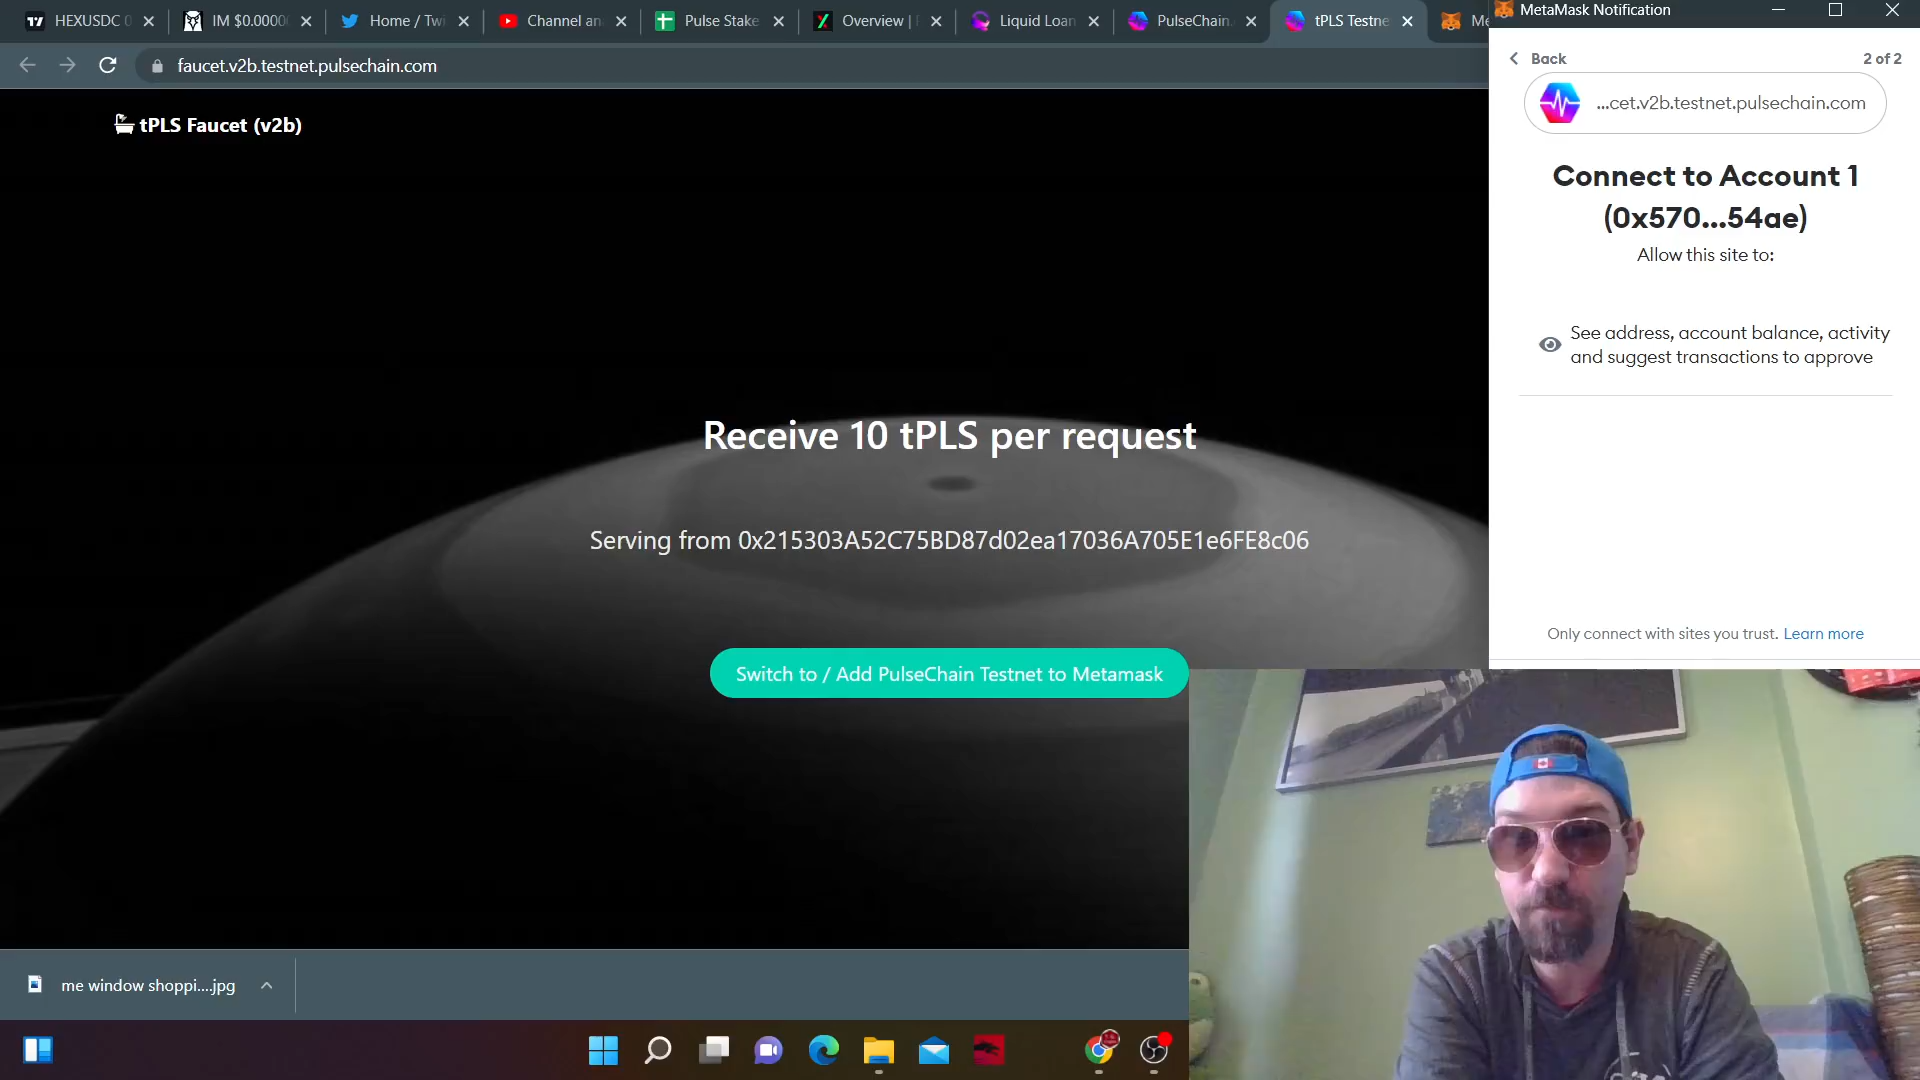 HEXUSDC 0
IM $0.0000
Home / Twi
Channel an
Pulse Stake
Overview |
Liquid Loan
PulseChain
tPLS Testne
Me
MetaMask Notification
faucet.v2b.testnet.pulsechain.com
Back
2 of 2
...cet.v2b.testnet.pulsechain.com
tPLS Faucet (v2b)
Connect to Account 1
(0x570...54ae)
Allow this site to:
See address, account balance, activity
and suggest transactions to approve
Receive 10 tPLS per request
Serving from 0x215303A52C75BD87d02ea17036A705E1e6FE8c06
Only connect with sites you trust. Learn more
Switch to / Add PulseChain Testnet to Metamask
me window shoppi....jpg